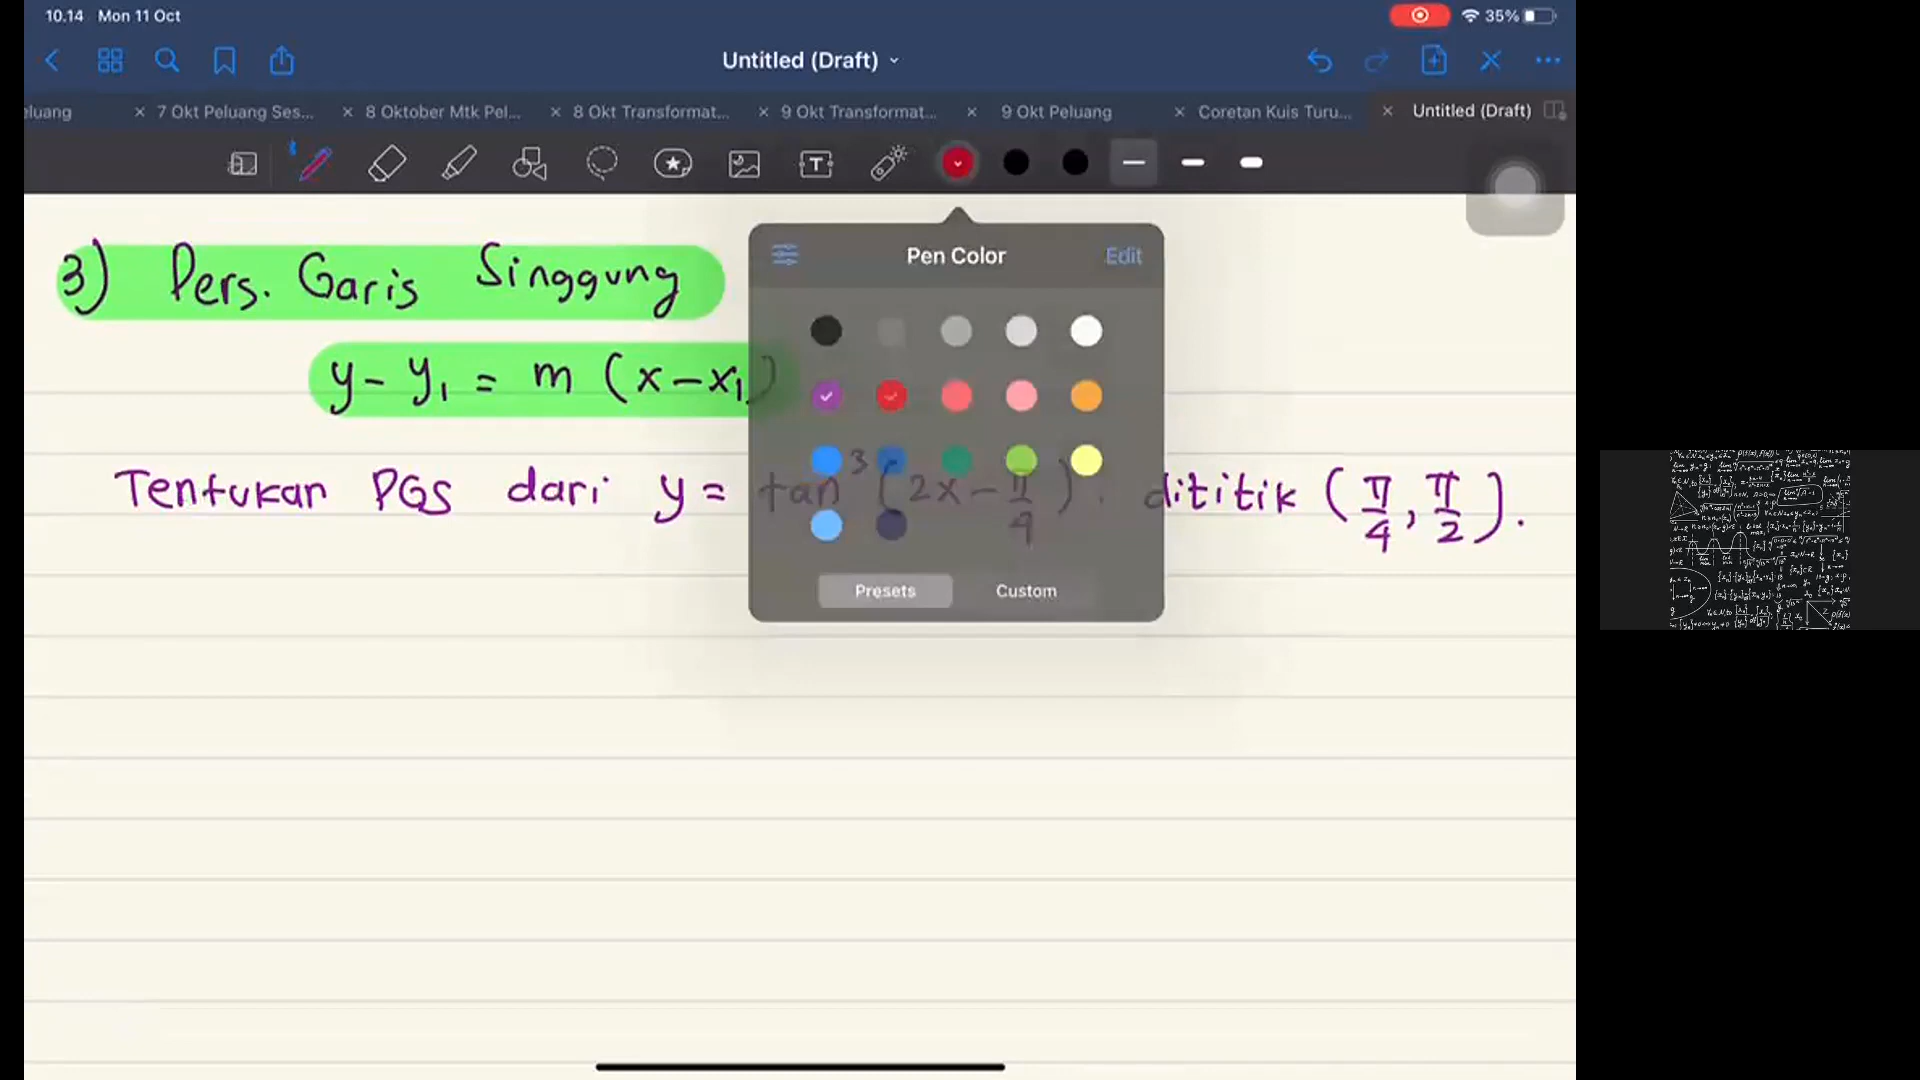 10.14 Mon 11 Oct
35%
Untitled (Draft)
eluang
7 Okt Peluang Ses...
8 Oktober Mtk Pel...
8 Okt Transformat...
9 Okt Transformat...
9 Okt Peluang
Coretan Kuis Turu...
Untitled (Draft)
3) Pers. Garis Singgung
y - y₁ = m (x - x₁)
Tentukan PGS dari y = tan³ (2x - π/4). dititik (π/4, π/2).
Pen Color
Edit
Presets
Custom